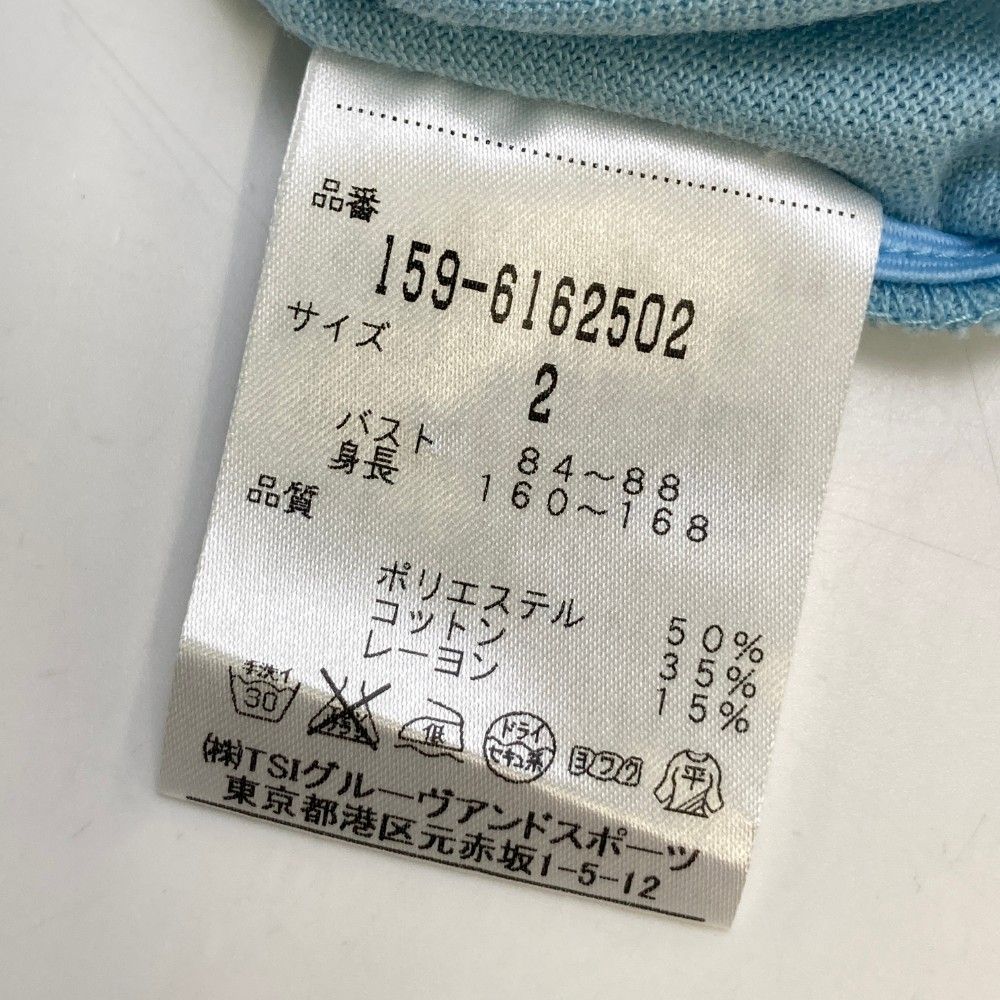 品番
159-6162502
サイズ
2
バスト 84～88
身長 160～168
品質
ポリエステル 50%
コットン 35%
レーヨン 15%
手洗イ 30
低
ドライ セキユ系
ヨワク
平
㈱TSIグルーヴアンドスポーツ
東京都港区元赤坂1-5-12